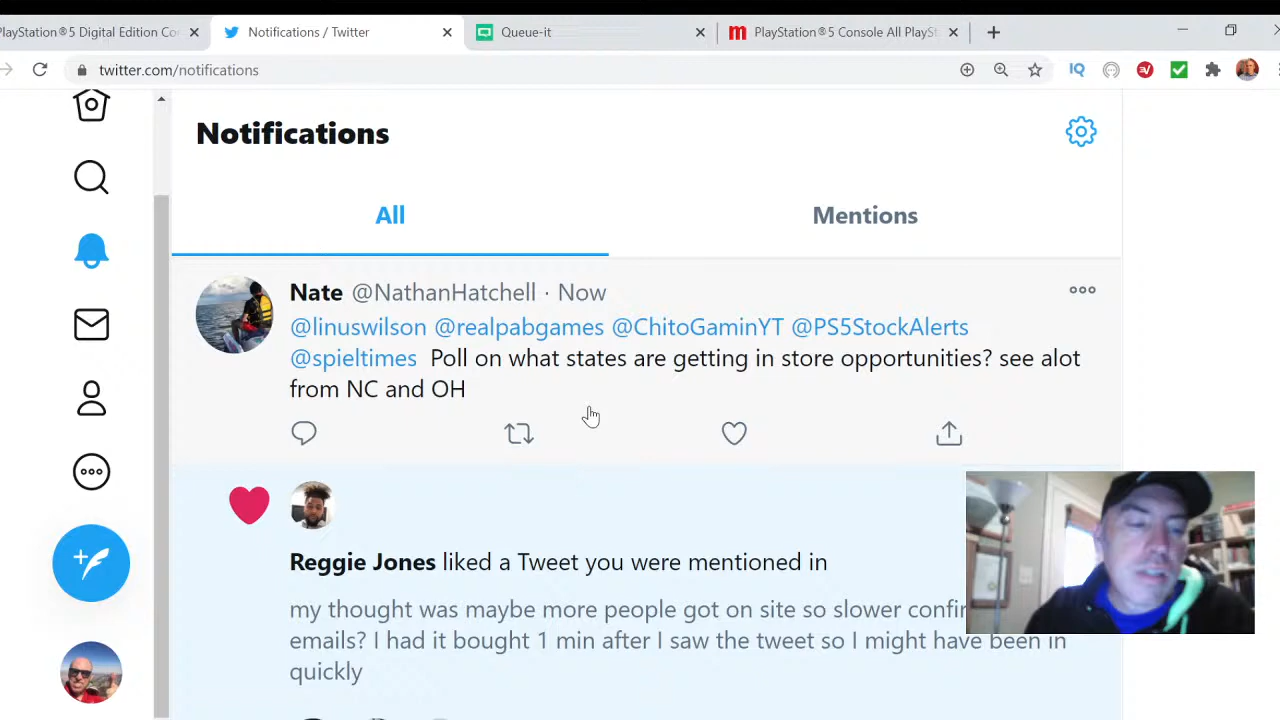 PlayStation®5 Digital Edition Co
Notifications / Twitter
Queue-it
PlayStation®5 Console All PlayS
twitter.com/notifications
IQ
Notifications
All
Mentions
Nate @NathanHatchell · Now
@linuswilson @realpabgames @ChitoGaminYT @PS5StockAlerts
@spieltimes Poll on what states are getting in store opportunities? see alot
from NC and OH
Reggie Jones liked a Tweet you were mentioned in
my thought was maybe more people got on site so slower confir
emails? I had it bought 1 min after I saw the tweet so I might have been in
quickly